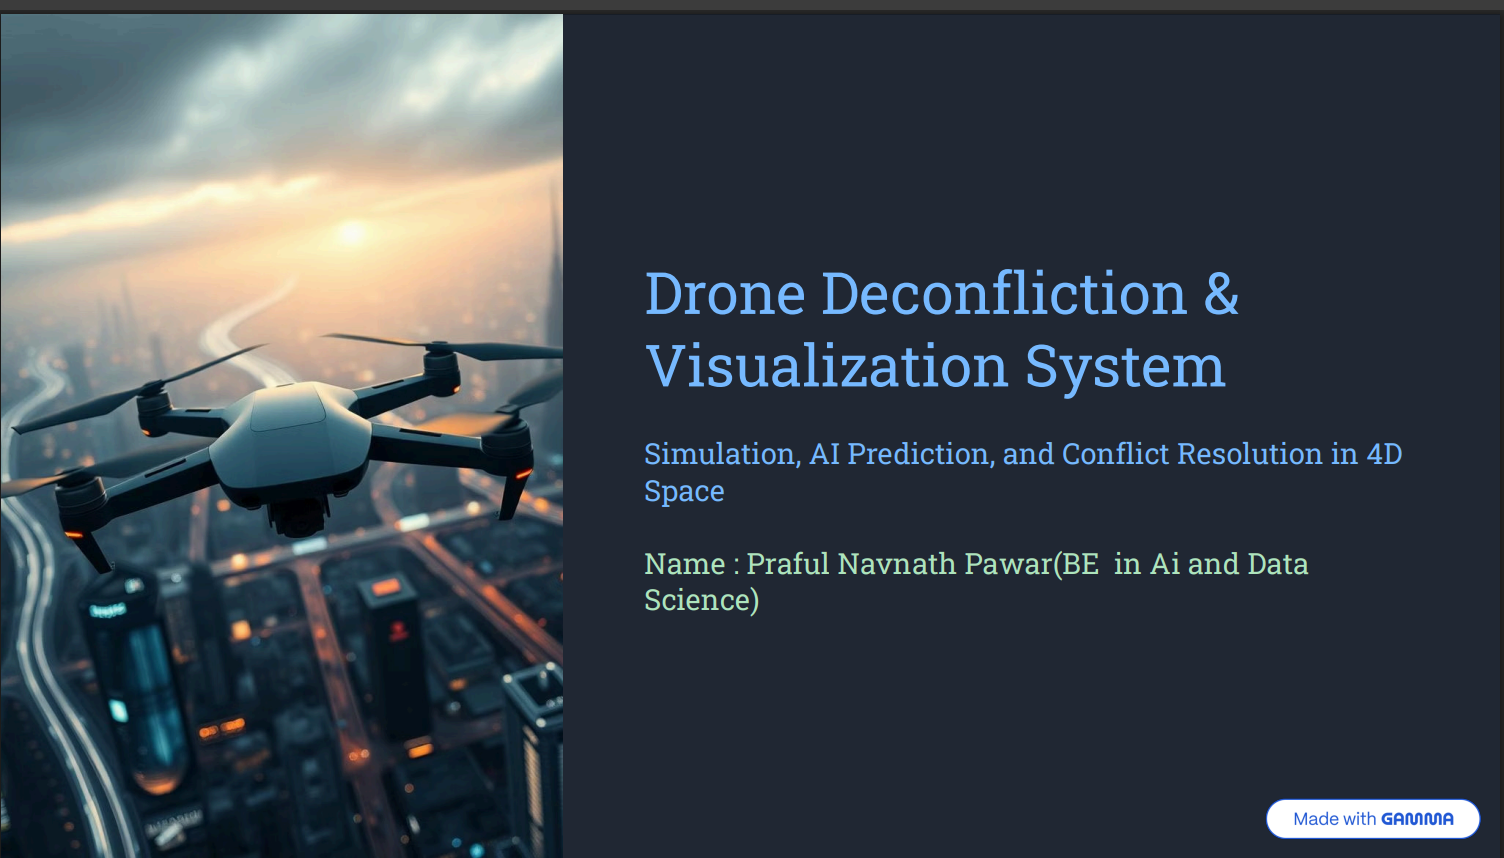 Drone Deconfliction &
Visualization System
Simulation, AI Prediction, and Conflict Resolution in 4D
Space
Name : Praful Navnath Pawar(BE  in Ai and Data
Science)
Made with GAMMA